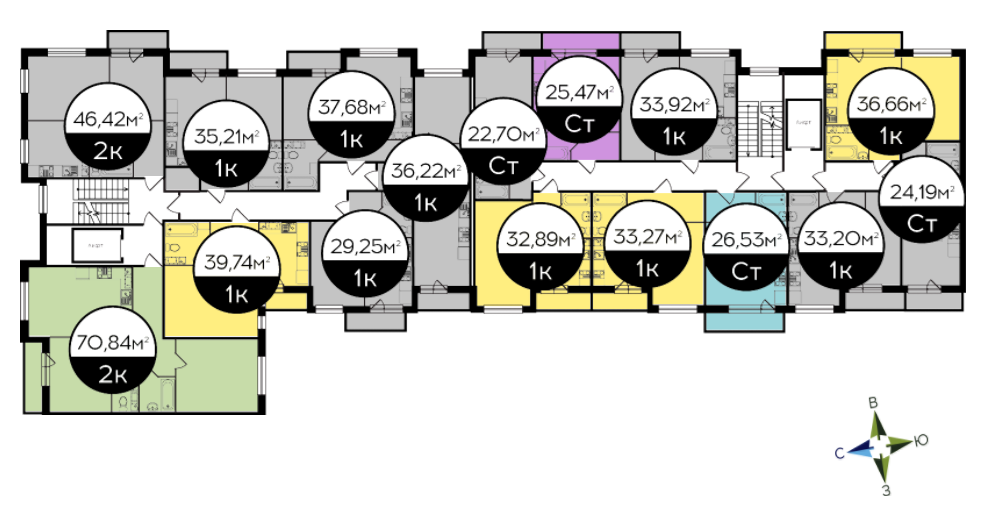 46,42м²
2к
35,21м²
1к
37,68м²
1к
36,22м²
1к
22,70м²
Ст
25,47м²
Ст
33,92м²
1к
36,66м²
1к
24,19м²
Ст
ЛИФТ
ЛИФТ
39,74м²
1к
29,25м²
1к
32,89м²
1к
33,27м²
1к
26,53м²
Ст
33,20м²
1к
70,84м²
2к
В
С
Ю
З